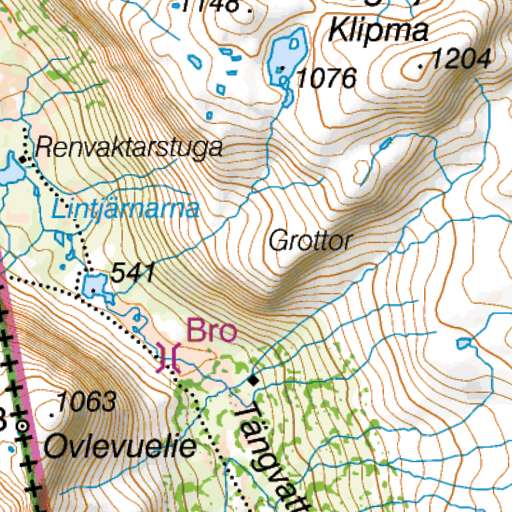 1148
Klipma
1204
1076
Renvaktarstuga
Lintjärnarna
Grottor
541
Bro
1063
Ovlevuelie
Tängvatt